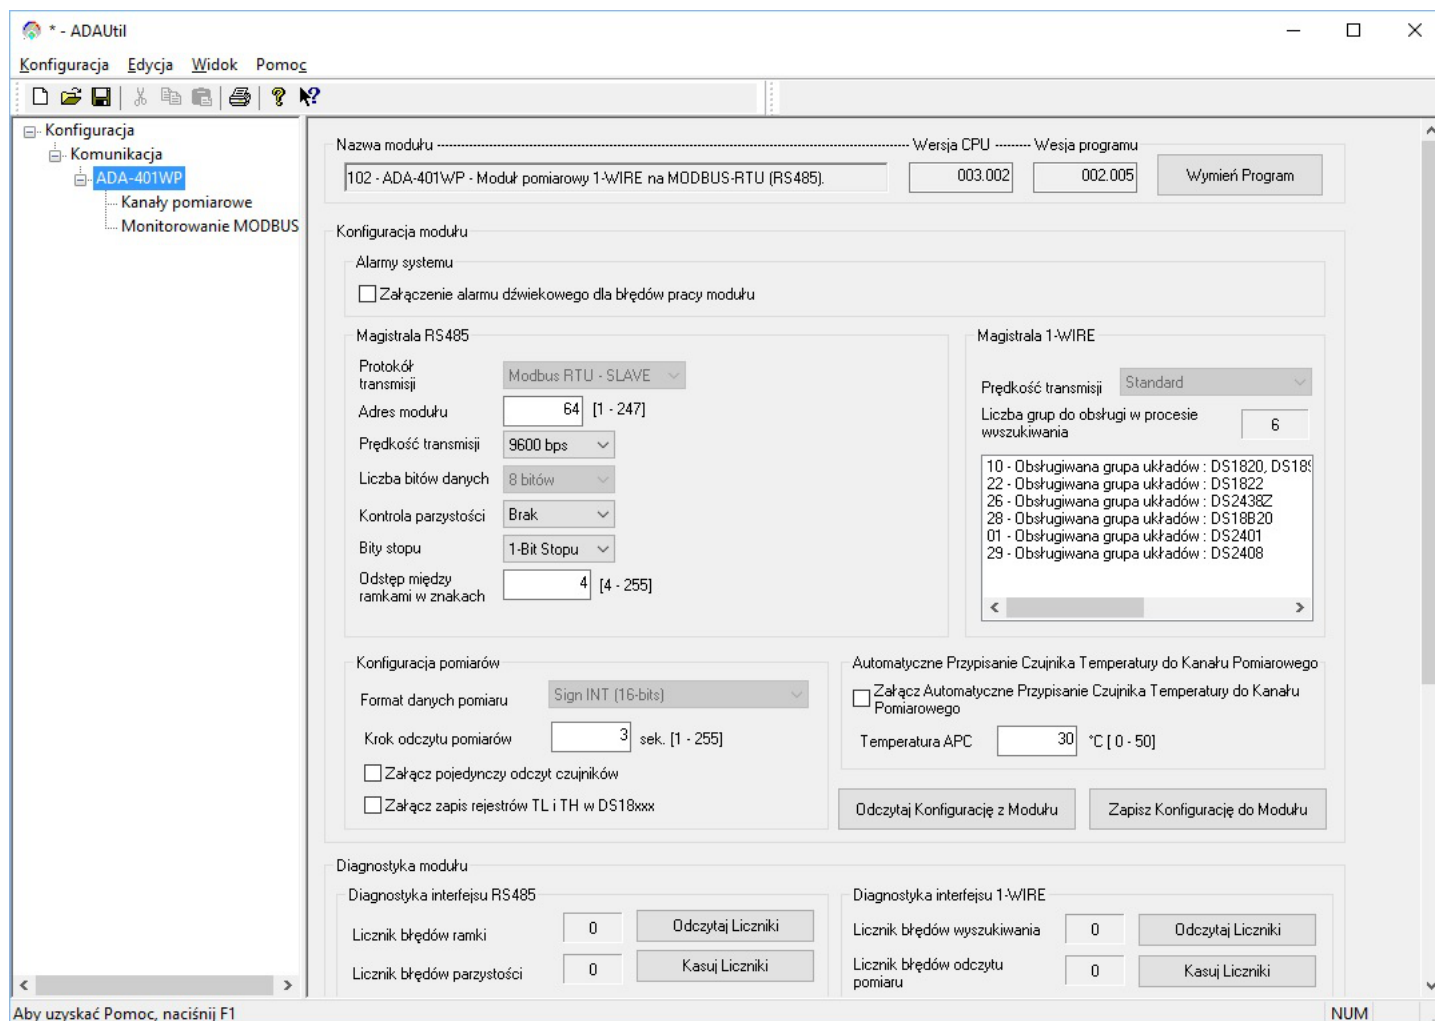 * - ADAUtil
Konfiguracja Edycja Widok Pomoc
Konfiguracja
Komunikacja
ADA-401WP
Kanały pomiarowe
Monitorowanie MODBUS
Nazwa modułu Wersja CPU Wesja programu
102 - ADA-401WP - Moduł pomiarowy 1-WIRE na MODBUS-RTU (RS485). 003.002 002.005 Wymień Program
Konfiguracja modułu
Alarmy systemu
Załączenie alarmu dźwiekowego dla błędów pracy modułu
Magistrala RS485
Protokół
transmisji
Modbus RTU - SLAVE
Adres modułu 64 [1 - 247]
Prędkość transmisji 9600 bps
Liczba bitów danych 8 bitów
Kontrola parzystości Brak
Bity stopu 1-Bit Stopu
Odstęp między
ramkami w znakach
4 [4 - 255]
Magistrala 1-WIRE
Prędkość transmisji Standard
Liczba grup do obsługi w procesie
wyszukiwania
6
10 - Obsługiwana grupa układów : DS1820, DS18S
22 - Obsługiwana grupa układów : DS1822
26 - Obsługiwana grupa układów : DS2438Z
28 - Obsługiwana grupa układów : DS18B20
01 - Obsługiwana grupa układów : DS2401
29 - Obsługiwana grupa układów : DS2408
Konfiguracja pomiarów
Format danych pomiaru Sign INT (16-bits)
Krok odczytu pomiarów 3 sek. [1 - 255]
Załącz pojedynczy odczyt czujników
Załącz zapis rejestrów TL i TH w DS18xxx
Automatyczne Przypisanie Czujnika Temperatury do Kanału Pomiarowego
Załącz Automatyczne Przypisanie Czujnika Temperatury do Kanału
Pomiarowego
Temperatura APC 30 °C [ 0 - 50]
Odczytaj Konfigurację z Modułu Zapisz Konfigurację do Modułu
Diagnostyka modułu
Diagnostyka interfejsu RS485
Licznik błędów ramki 0 Odczytaj Liczniki
Licznik błędów parzystości 0 Kasuj Liczniki
Diagnostyka interfejsu 1-WIRE
Licznik błędów wyszukiwania 0 Odczytaj Liczniki
Licznik błędów odczytu
pomiaru
0 Kasuj Liczniki
Aby uzyskać Pomoc, naciśnij F1 NUM